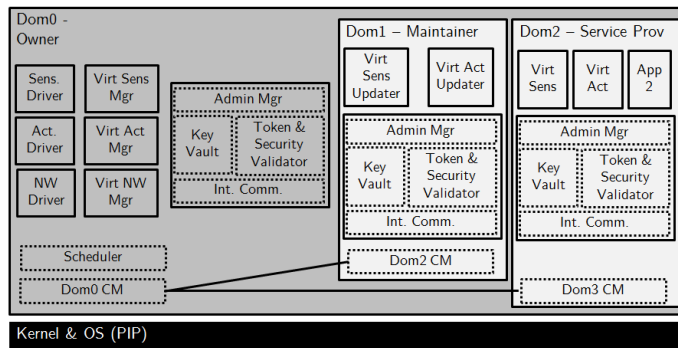 Dom0 -
Owner
Sens.
Driver
Virt Sens
Mgr
Act.
Driver
Virt Act
Mgr
NW
Driver
Virt NW
Mgr
Admin Mgr
Key
Vault
Token &
Security
Validator
Int. Comm.
Scheduler
Dom0 CM
Dom1 – Maintainer
Virt
Sens
Updater
Virt Act
Updater
Admin Mgr
Key
Vault
Token &
Security
Validator
Int. Comm.
Dom2 CM
Dom2 – Service Prov
Virt
Sens
Virt
Act
App
2
Admin Mgr
Key
Vault
Token &
Security
Validator
Int. Comm.
Dom3 CM
Kernel & OS (PIP)